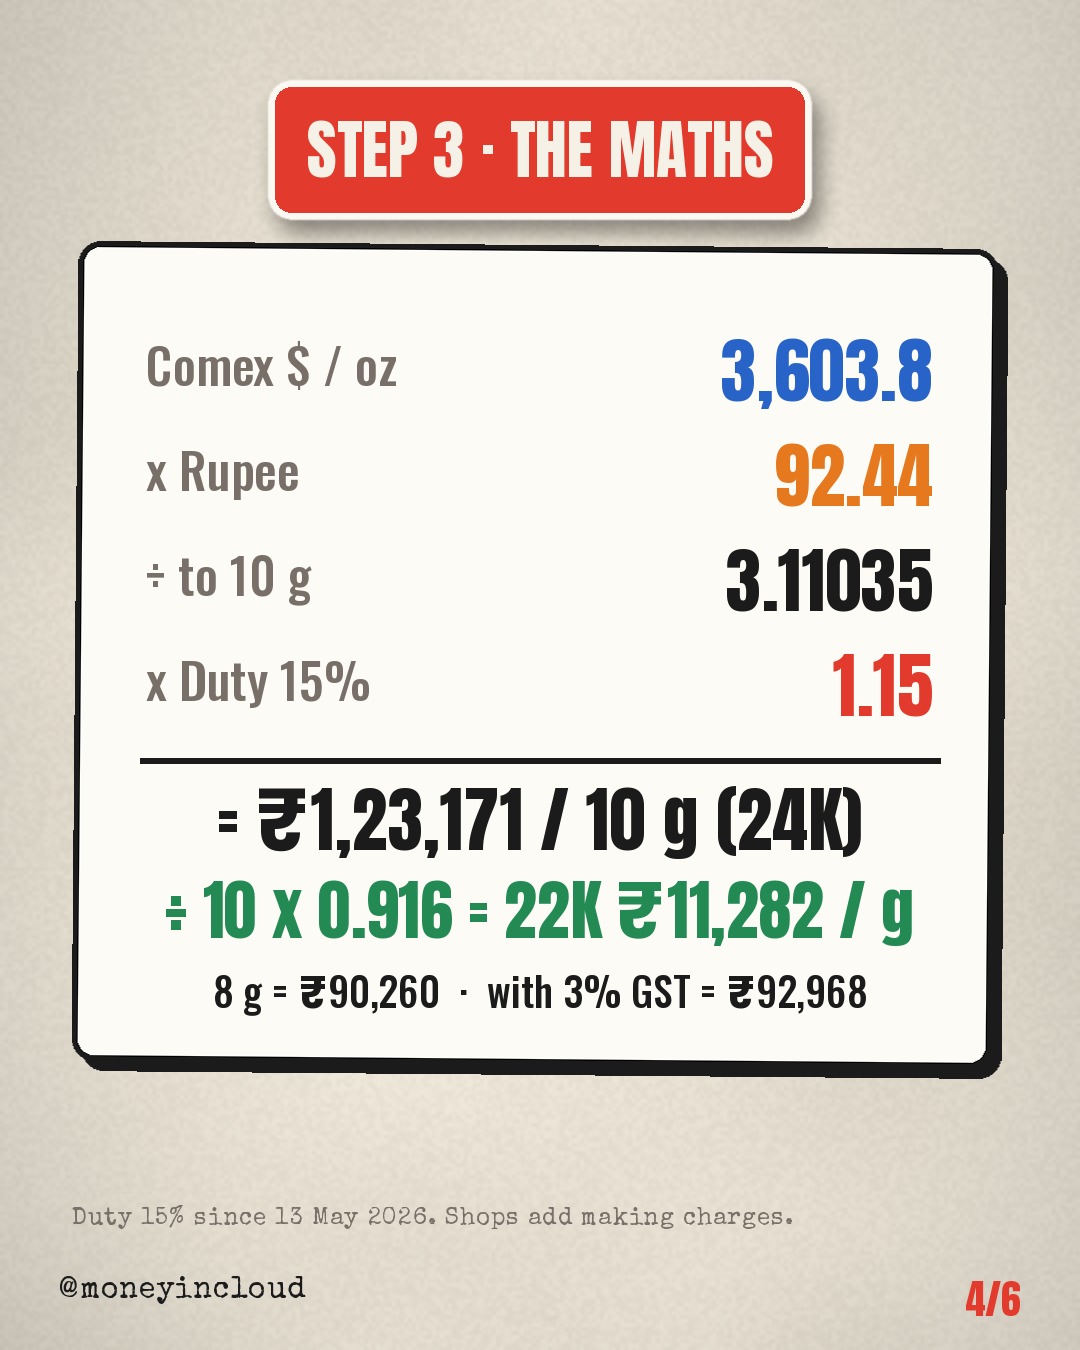 STEP 3 · THE MATHS
Comex $ / oz 3,603.8
x Rupee 92.44
÷ to 10 g 3.11035
x Duty 15% 1.15
= ₹1,23,171 / 10 g (24K)
÷ 10 x 0.916 = 22K ₹11,282 / g
8 g = ₹90,260 · with 3% GST = ₹92,968
Duty 15% since 13 May 2026. Shops add making charges.
@moneyincloud
4/6